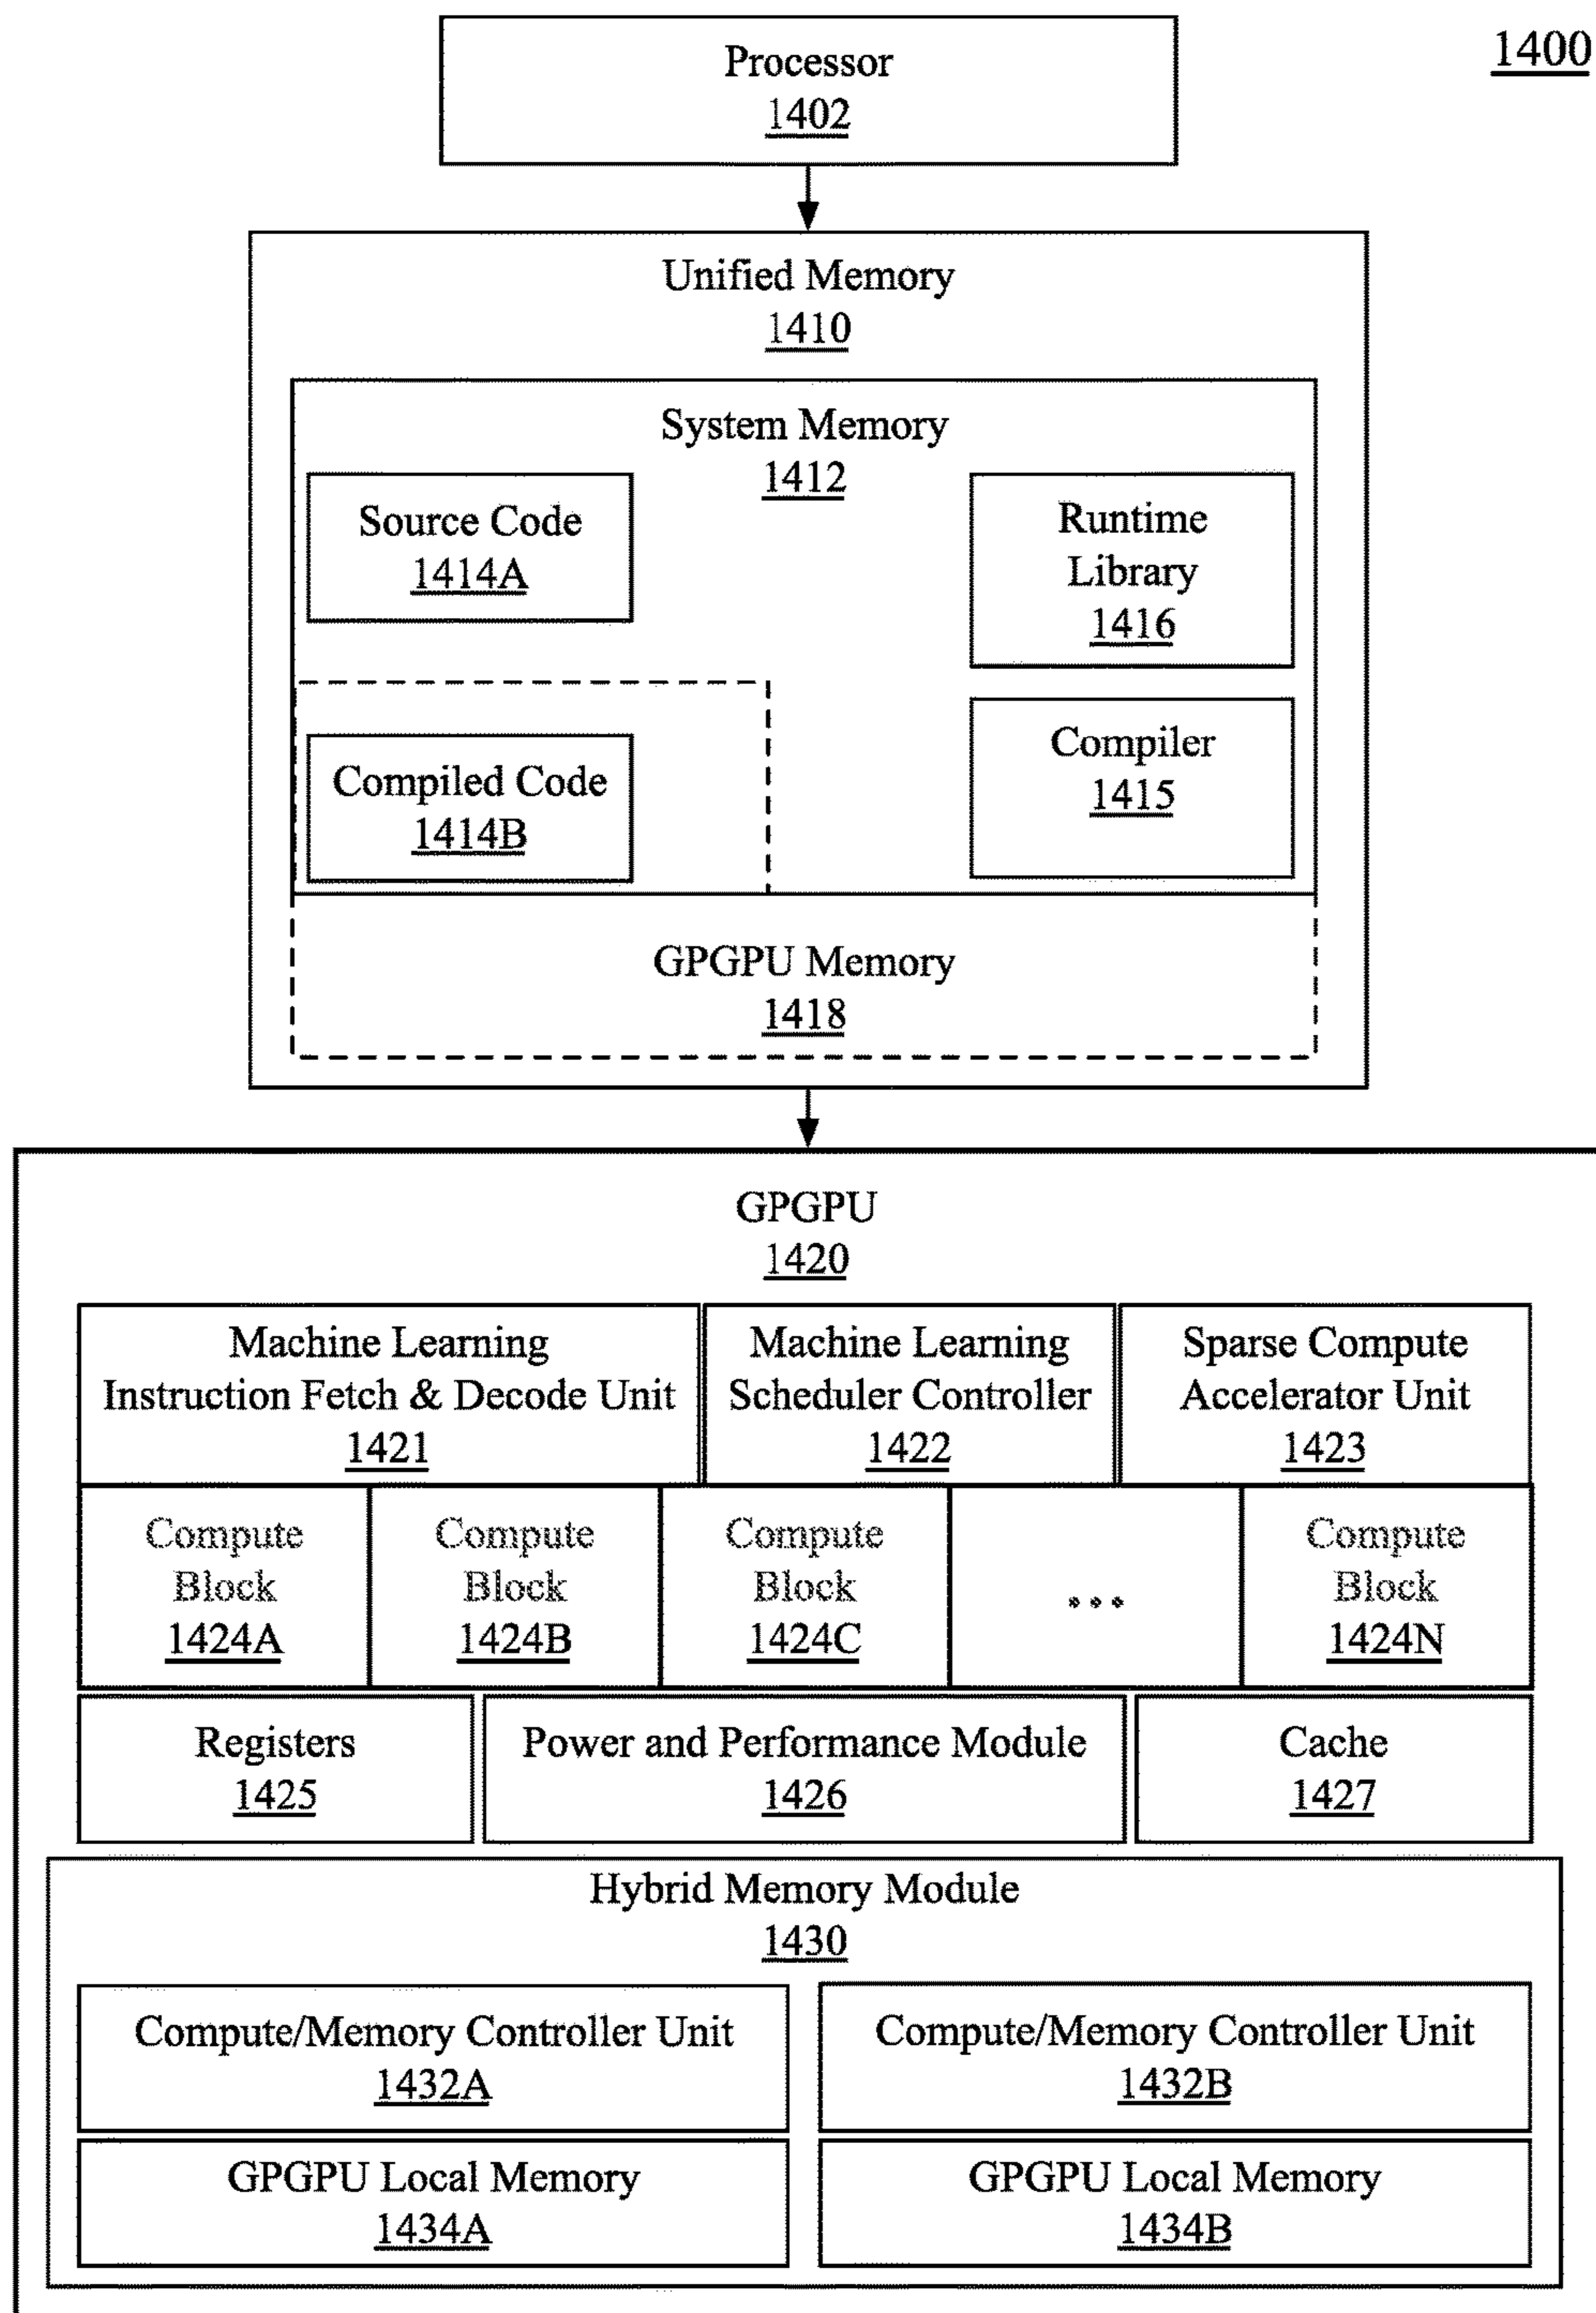 1400
Processor
1402
Unified Memory
1410
System Memory
1412
Source Code
1414A
Runtime
Library
1416
Compiled Code
1414B
Compiler
1415
GPGPU Memory
1418
GPGPU
1420
Machine Learning
Instruction Fetch & Decode Unit
1421
Machine Learning
Scheduler Controller
1422
Sparse Compute
Accelerator Unit
1423
Compute
Block
1424A
Compute
Block
1424B
Compute
Block
1424C
...
Compute
Block
1424N
Registers
1425
Power and Performance Module
1426
Cache
1427
Hybrid Memory Module
1430
Compute/Memory Controller Unit
1432A
Compute/Memory Controller Unit
1432B
GPGPU Local Memory
1434A
GPGPU Local Memory
1434B